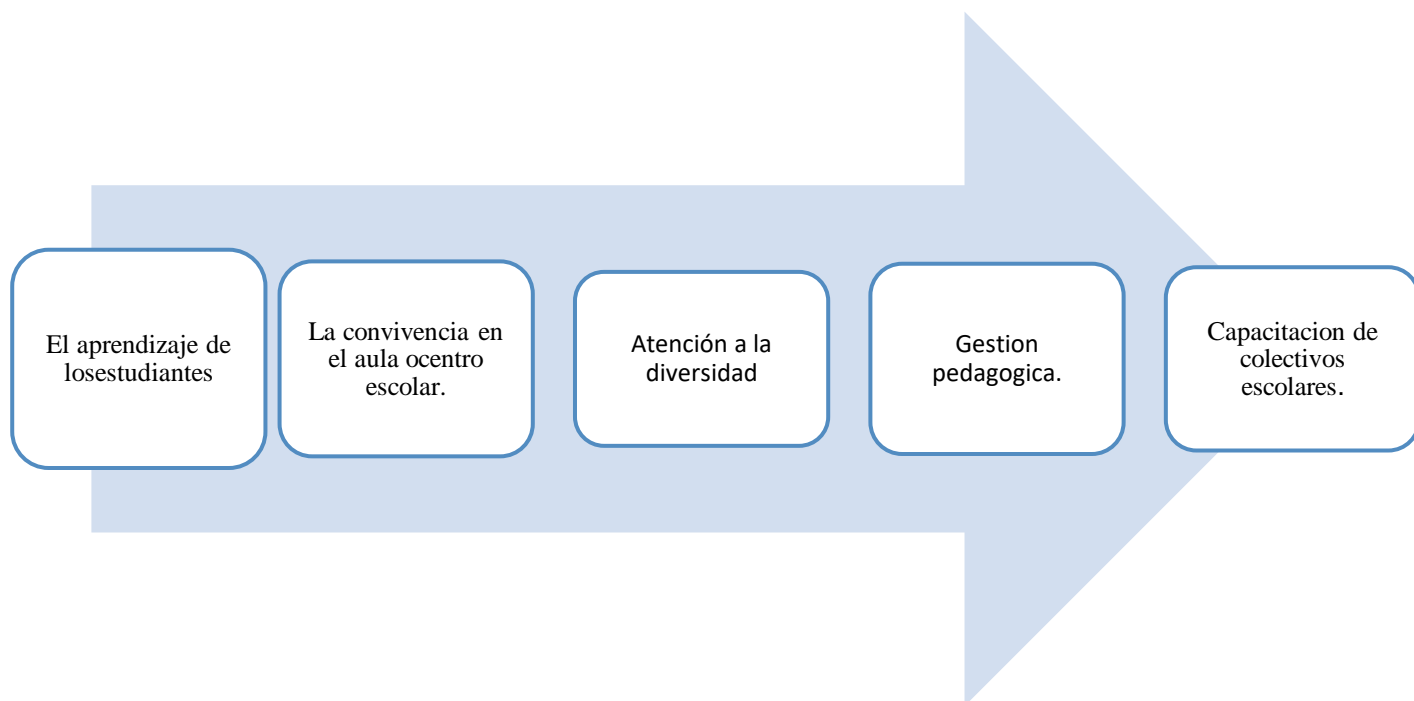 El aprendizaje de
losestudiantes
La convivencia en
el aula ocentro
escolar.
Atención a la
diversidad
Gestion
pedagogica.
Capacitacion de
colectivos
escolares.